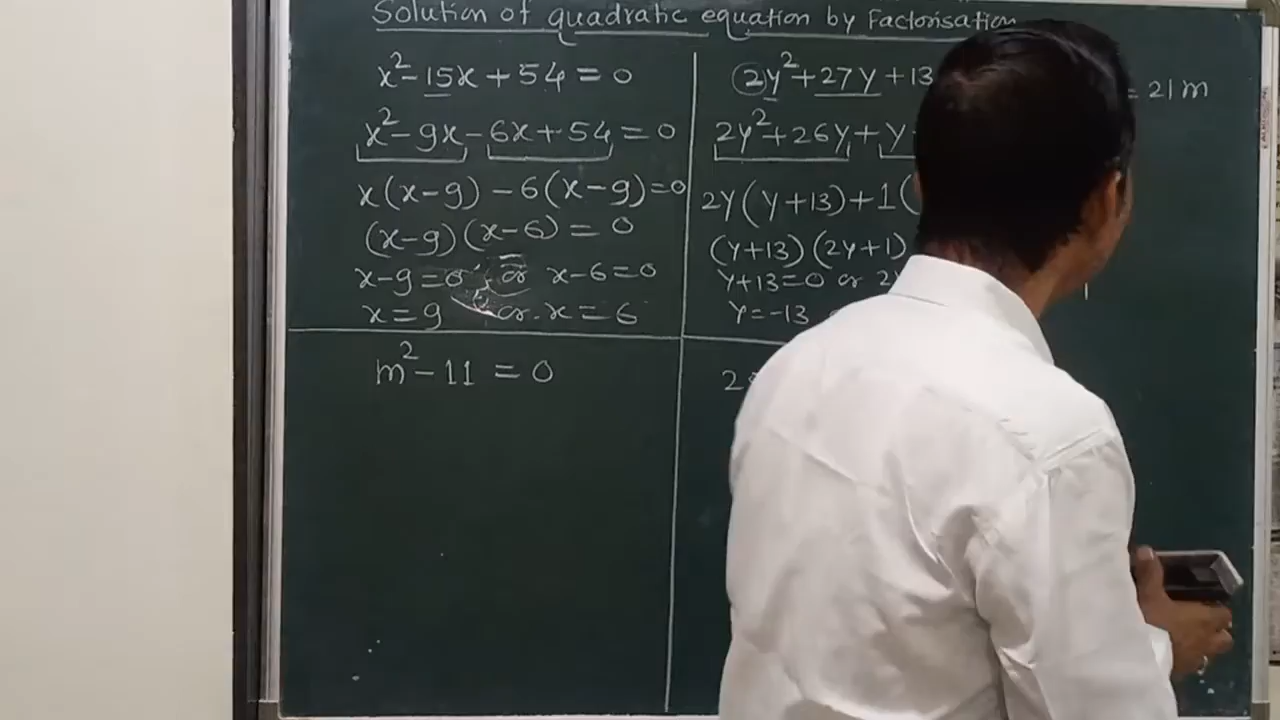 Solution of quadratic equation by Factorisation
x² - 15x + 54 = 0
x² - 9x - 6x + 54 = 0
x(x-9) - 6(x-9) = 0
(x-9)(x-6) = 0
x-9=0, or x-6=0
x = 9 or x = 6
m² - 11 = 0
2y² + 27y + 13
2y² + 26y + y
2y(y+13)+1(
(y+13)(2y+1)
y+13=0 or 2
y=-13
2
= 21 m